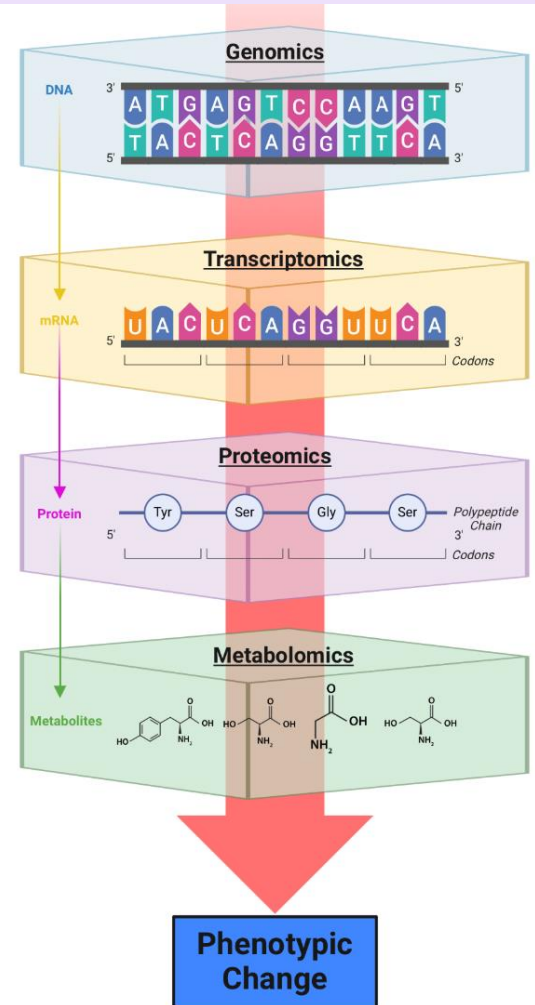 Genomics
DNA
3' 5'
A T G A G T C C A A G T
T A C T C A G G T T C A
5' 3'
Transcriptomics
mRNA
U A C U C A G G U U C A
5' 3'
Codons
Proteomics
Protein
Tyr Ser Gly Ser
Polypeptide
Chain
5' 3'
Codons
Metabolomics
Metabolites
O O O O
OH HO OH OH HO OH
HO NH₂ NH₂ NH₂ NH₂
Phenotypic
Change